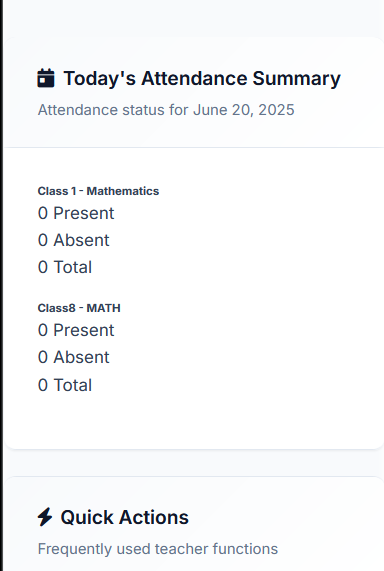 Today's Attendance Summary
Attendance status for June 20, 2025
Class 1 - Mathematics
0 Present
0 Absent
0 Total
Class8 - MATH
0 Present
0 Absent
0 Total
Quick Actions
Frequently used teacher functions